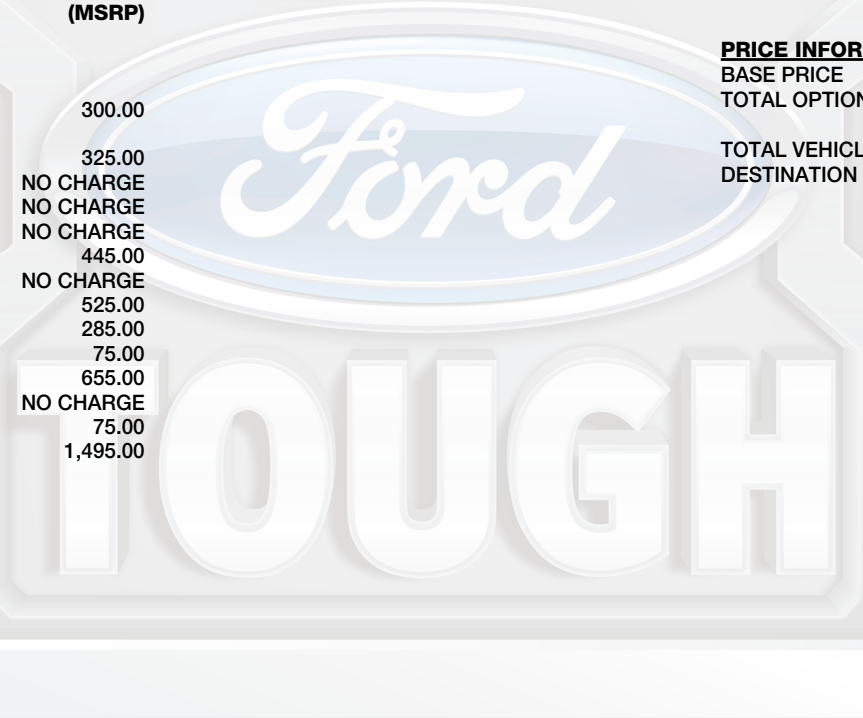 (MSRP)
300.00
325.00
NO CHARGE
NO CHARGE
NO CHARGE
445.00
NO CHARGE
525.00
285.00
75.00
655.00
NO CHARGE
75.00
1,495.00
PRICE INFOR
BASE PRICE
TOTAL OPTION
TOTAL VEHICL
DESTINATION
Ford
TOUGH